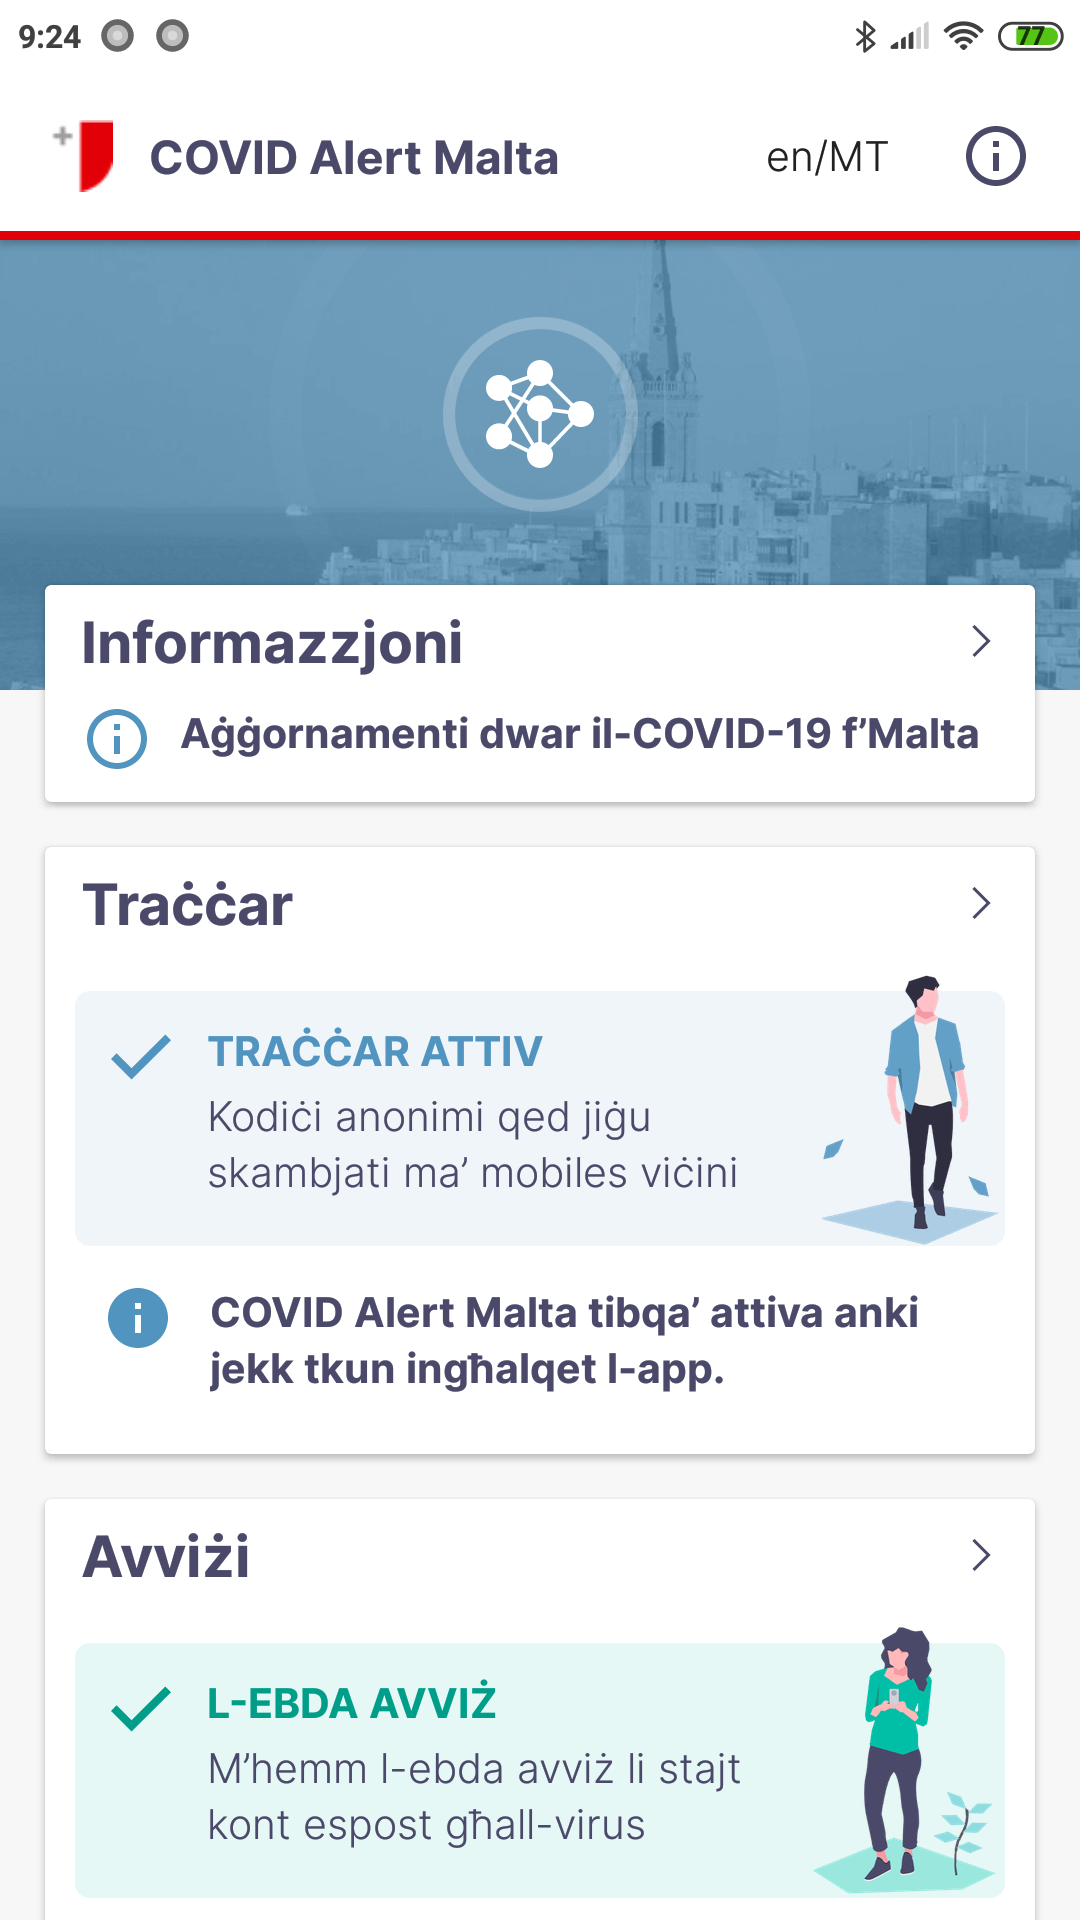 9:24
77
COVID Alert Malta
en/MT
Informazzjoni
Aġġornamenti dwar il-COVID-19 f’Malta
Traċċar
TRAĊĊAR ATTIV
Kodiċi anonimi qed jiġu
skambjati ma’ mobiles viċini
COVID Alert Malta tibqa’ attiva anki
jekk tkun ingħalqet l-app.
Avviżi
L-EBDA AVVIŻ
M’hemm l-ebda avviż li stajt
kont espost għall-virus